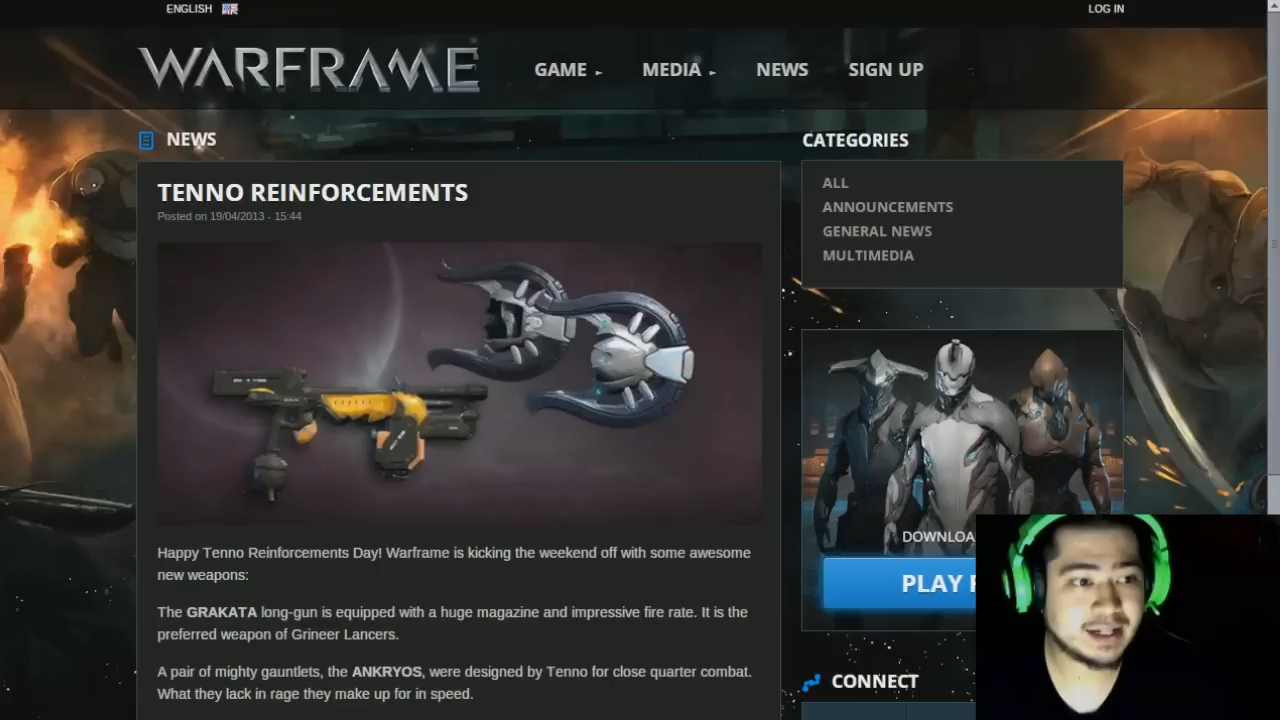 ENGLISH
LOG IN
WARFRAME
GAME
MEDIA
NEWS
SIGN UP
NEWS
TENNO REINFORCEMENTS
Posted on 19/04/2013 - 15:44
Happy Tenno Reinforcements Day! Warframe is kicking the weekend off with some awesome
new weapons:
The GRAKATA long-gun is equipped with a huge magazine and impressive fire rate. It is the
preferred weapon of Grineer Lancers.
A pair of mighty gauntlets, the ANKRYOS, were designed by Tenno for close quarter combat.
What they lack in rage they make up for in speed.
CATEGORIES
ALL
ANNOUNCEMENTS
GENERAL NEWS
MULTIMEDIA
DOWNLOA
PLAY F
CONNECT